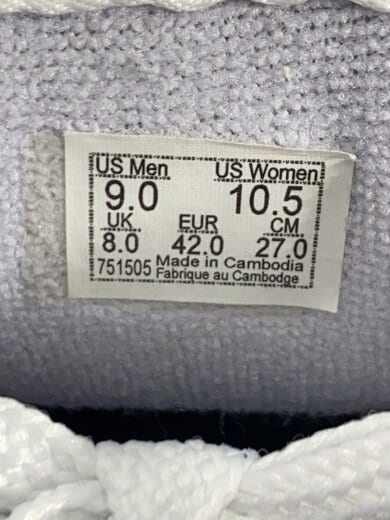 US Men US Women
9.0 10.5
UK EUR CM
8.0 42.0 27.0
751505 Made in Cambodia
Fabrique au Cambodge